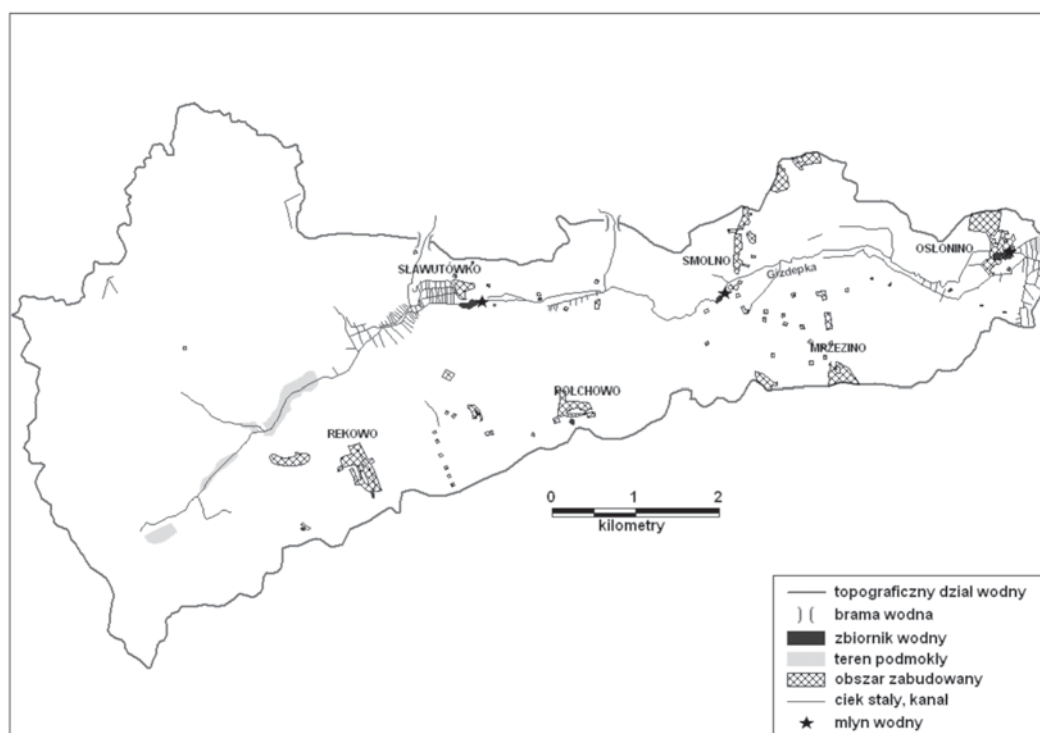 SŁAWUTÓWKO
SMOLNO
Gizdepka
OSŁONINO
MRZEZINO
POLCHOWO
REKOWO
0 1 2
kilometry
topograficzny dział wodny
brama wodna
zbiornik wodny
teren podmokły
obszar zabudowany
ciek stały, kanał
młyn wodny